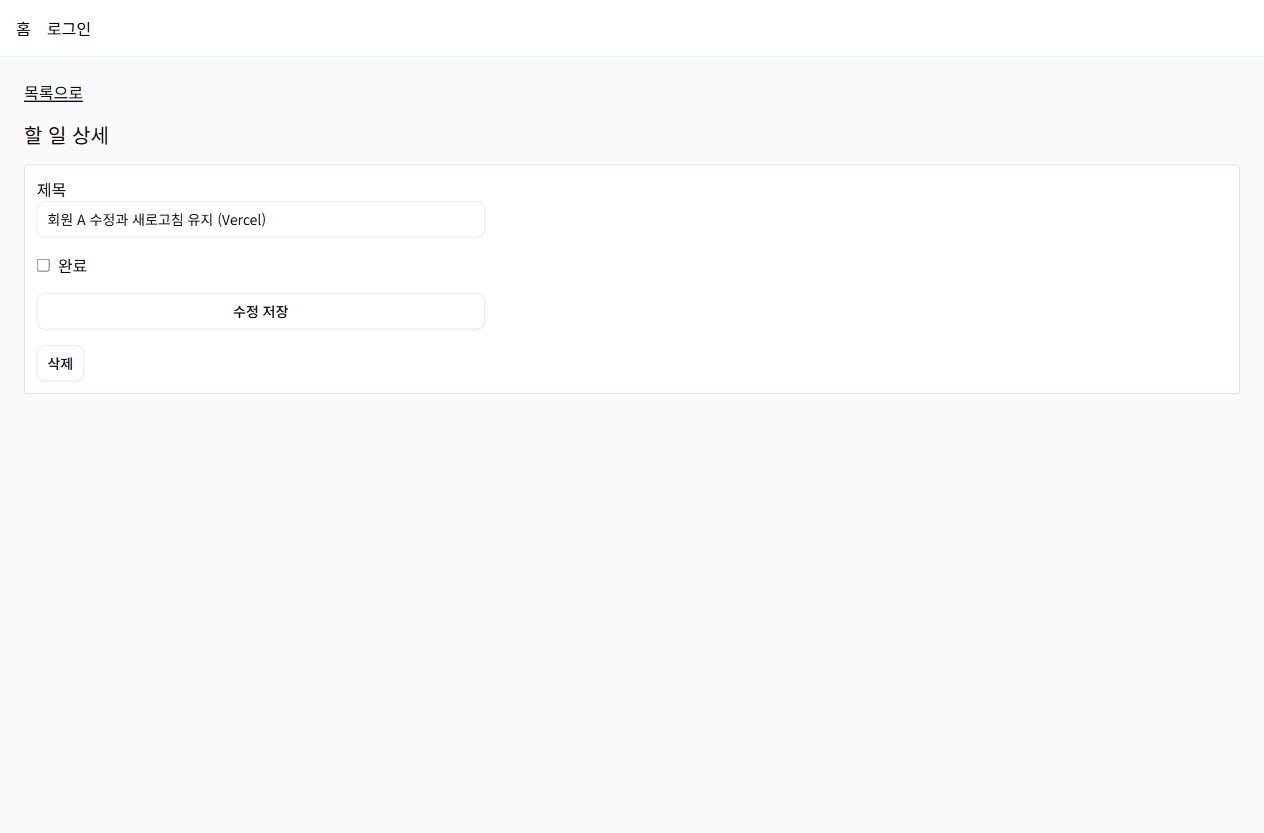 홈 로그인
목록으로
할 일 상세
제목
회원 A 수정과 새로고침 유지 (Vercel)
완료
수정 저장
삭제